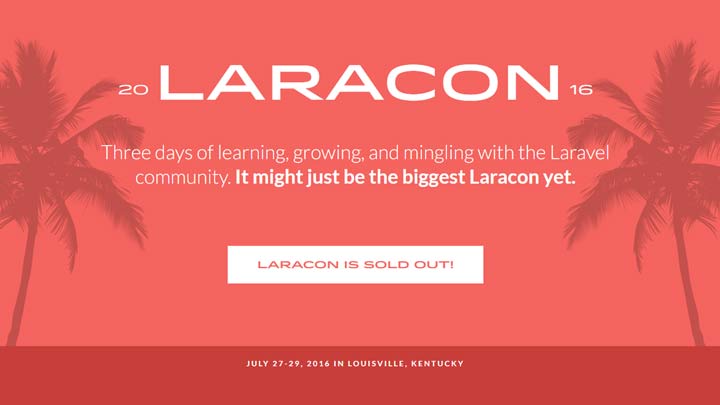 20 LARACON 16
Three days of learning, growing, and mingling with the Laravel
community. It might just be the biggest Laracon yet.
LARACON IS SOLD OUT!
JULY 27-29, 2016 IN LOUISVILLE, KENTUCKY